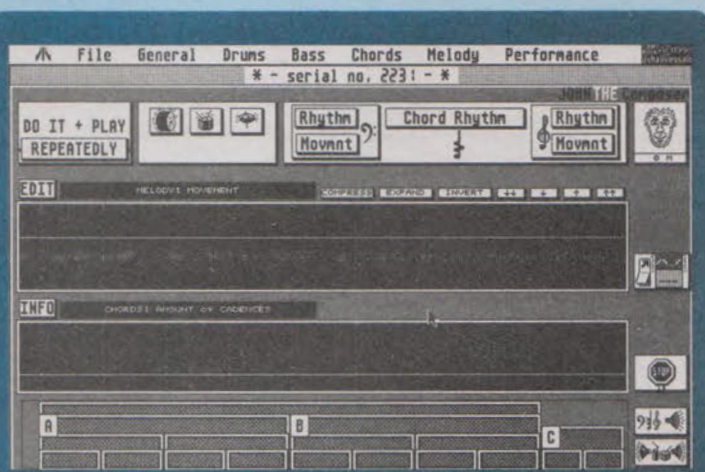 File General Drums Bass Chords Melody Performance
* - serial no. 223! - *
JOHN THE Composer
DO IT + PLAY
REPEATEDLY
Rhythm
Movmnt
Chord Rhythm
Rhythm
Movmnt
O M
EDIT MELODY: MOVEMENT COMPRESS EXPAND INVERT ↓↓ ↓ ↑ ↑↑
INFO CHORDS: AMOUNT of CADENCES
STOP
A B C